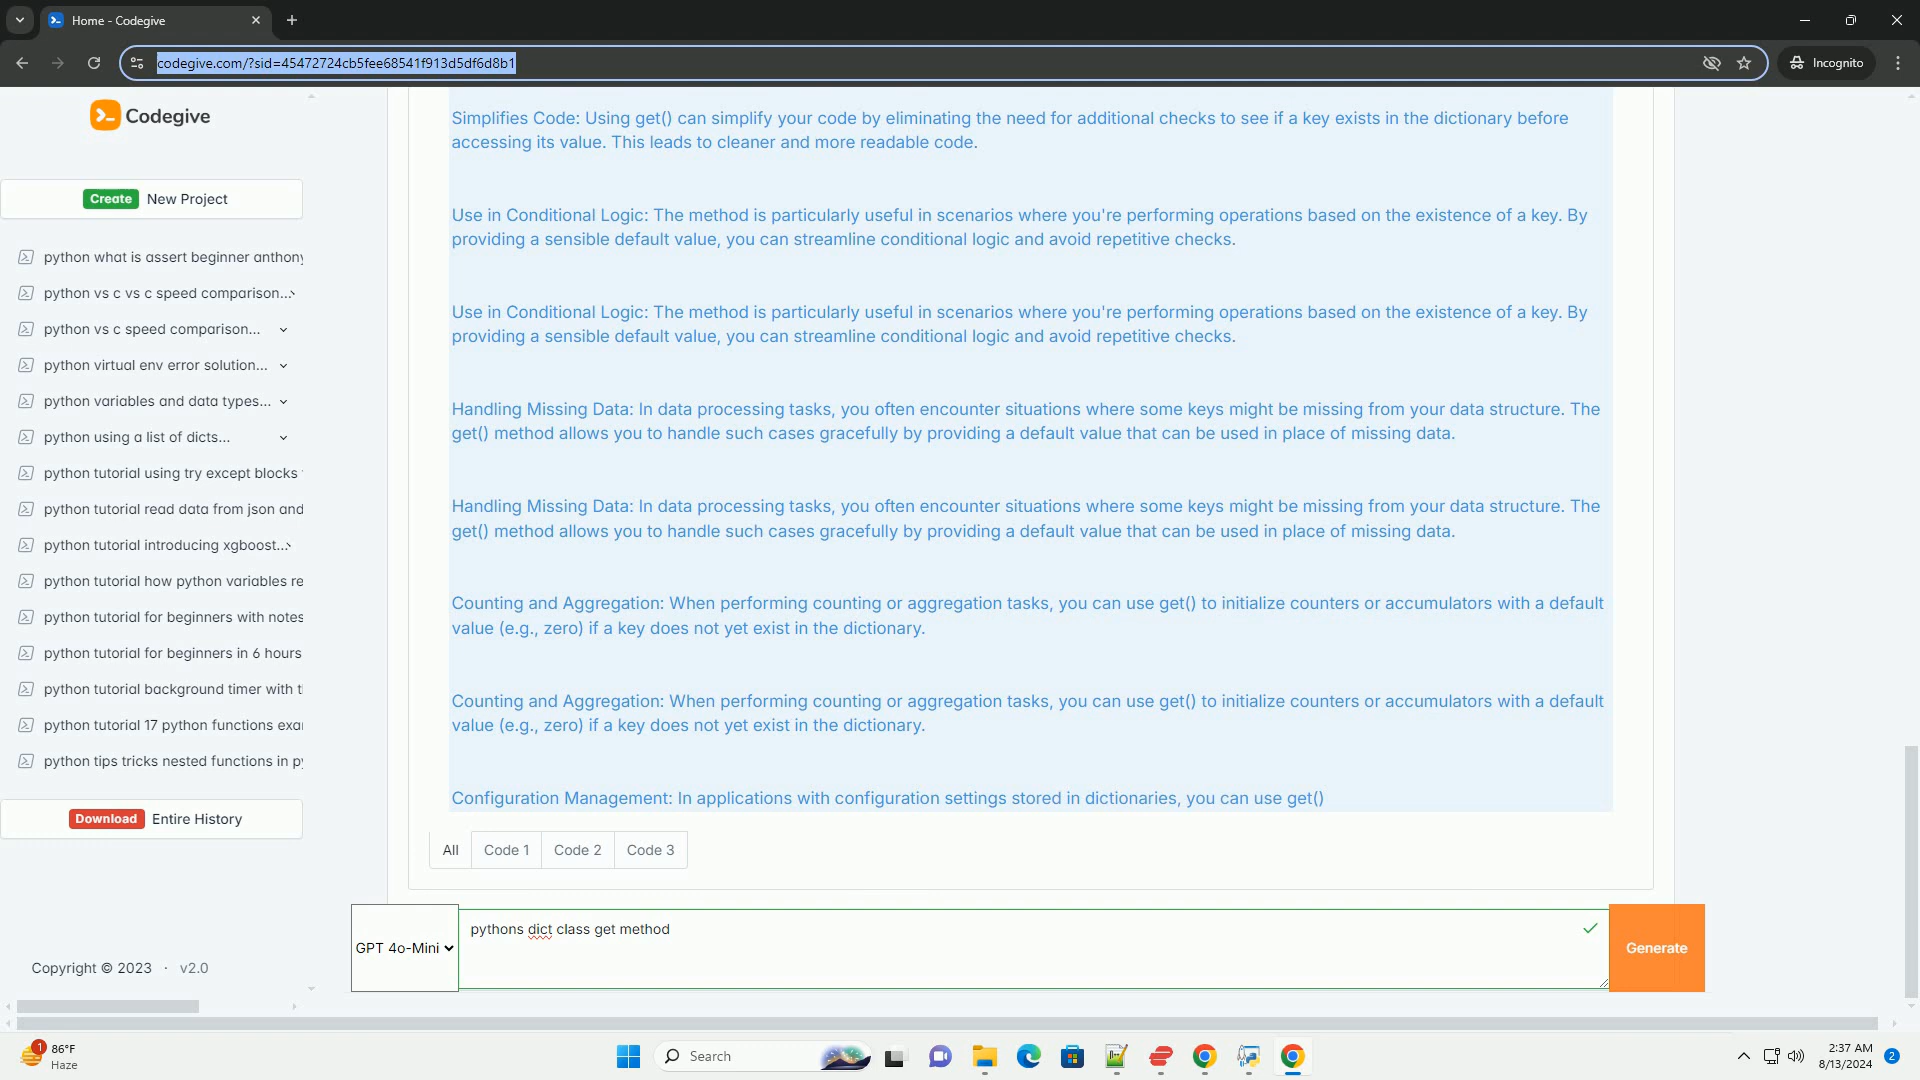 Home - Codegive
codegive.com/?sid=45472724cb5fee68541f913d5df6d8b1
Incognito
Codegive
Create New Project
python what is assert beginner anthony
python vs c vs c speed comparison...
python vs c speed comparison...
python virtual env error solution...
python variables and data types...
python using a list of dicts...
python tutorial using try except blocks
python tutorial read data from json and
python tutorial introducing xgboost...
python tutorial how python variables re
python tutorial for beginners with notes
python tutorial for beginners in 6 hours
python tutorial background timer with t
python tutorial 17 python functions exa
python tips tricks nested functions in p
Download Entire History
Copyright © 2023 · v2.0
Simplifies Code: Using get() can simplify your code by eliminating the need for additional checks to see if a key exists in the dictionary before
accessing its value. This leads to cleaner and more readable code.
Use in Conditional Logic: The method is particularly useful in scenarios where you're performing operations based on the existence of a key. By
providing a sensible default value, you can streamline conditional logic and avoid repetitive checks.
Use in Conditional Logic: The method is particularly useful in scenarios where you're performing operations based on the existence of a key. By
providing a sensible default value, you can streamline conditional logic and avoid repetitive checks.
Handling Missing Data: In data processing tasks, you often encounter situations where some keys might be missing from your data structure. The
get() method allows you to handle such cases gracefully by providing a default value that can be used in place of missing data.
Handling Missing Data: In data processing tasks, you often encounter situations where some keys might be missing from your data structure. The
get() method allows you to handle such cases gracefully by providing a default value that can be used in place of missing data.
Counting and Aggregation: When performing counting or aggregation tasks, you can use get() to initialize counters or accumulators with a default
value (e.g., zero) if a key does not yet exist in the dictionary.
Counting and Aggregation: When performing counting or aggregation tasks, you can use get() to initialize counters or accumulators with a default
value (e.g., zero) if a key does not yet exist in the dictionary.
Configuration Management: In applications with configuration settings stored in dictionaries, you can use get()
All Code 1 Code 2 Code 3
GPT 4o-Mini
pythons dict class get method
Generate
1
86°F
Haze
Search
2:37 AM
8/13/2024
2